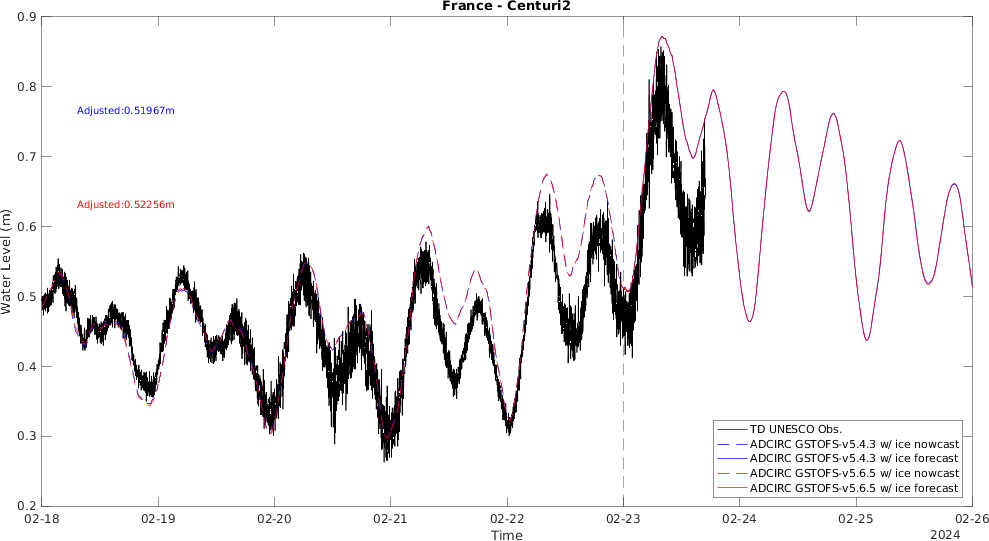 France - Centuri2
0.9
0.8
0.7
0.6
0.5
0.4
0.3
0.2
Water Level (m)
Adjusted:0.51967m
Adjusted:0.52256m
TD UNESCO Obs.
ADCIRC GSTOFS-v5.4.3 w/ ice nowcast
ADCIRC GSTOFS-v5.4.3 w/ ice forecast
ADCIRC GSTOFS-v5.6.5 w/ ice nowcast
ADCIRC GSTOFS-v5.6.5 w/ ice forecast
02-18 02-19 02-20 02-21 02-22 02-23 02-24 02-25 02-26
Time
2024